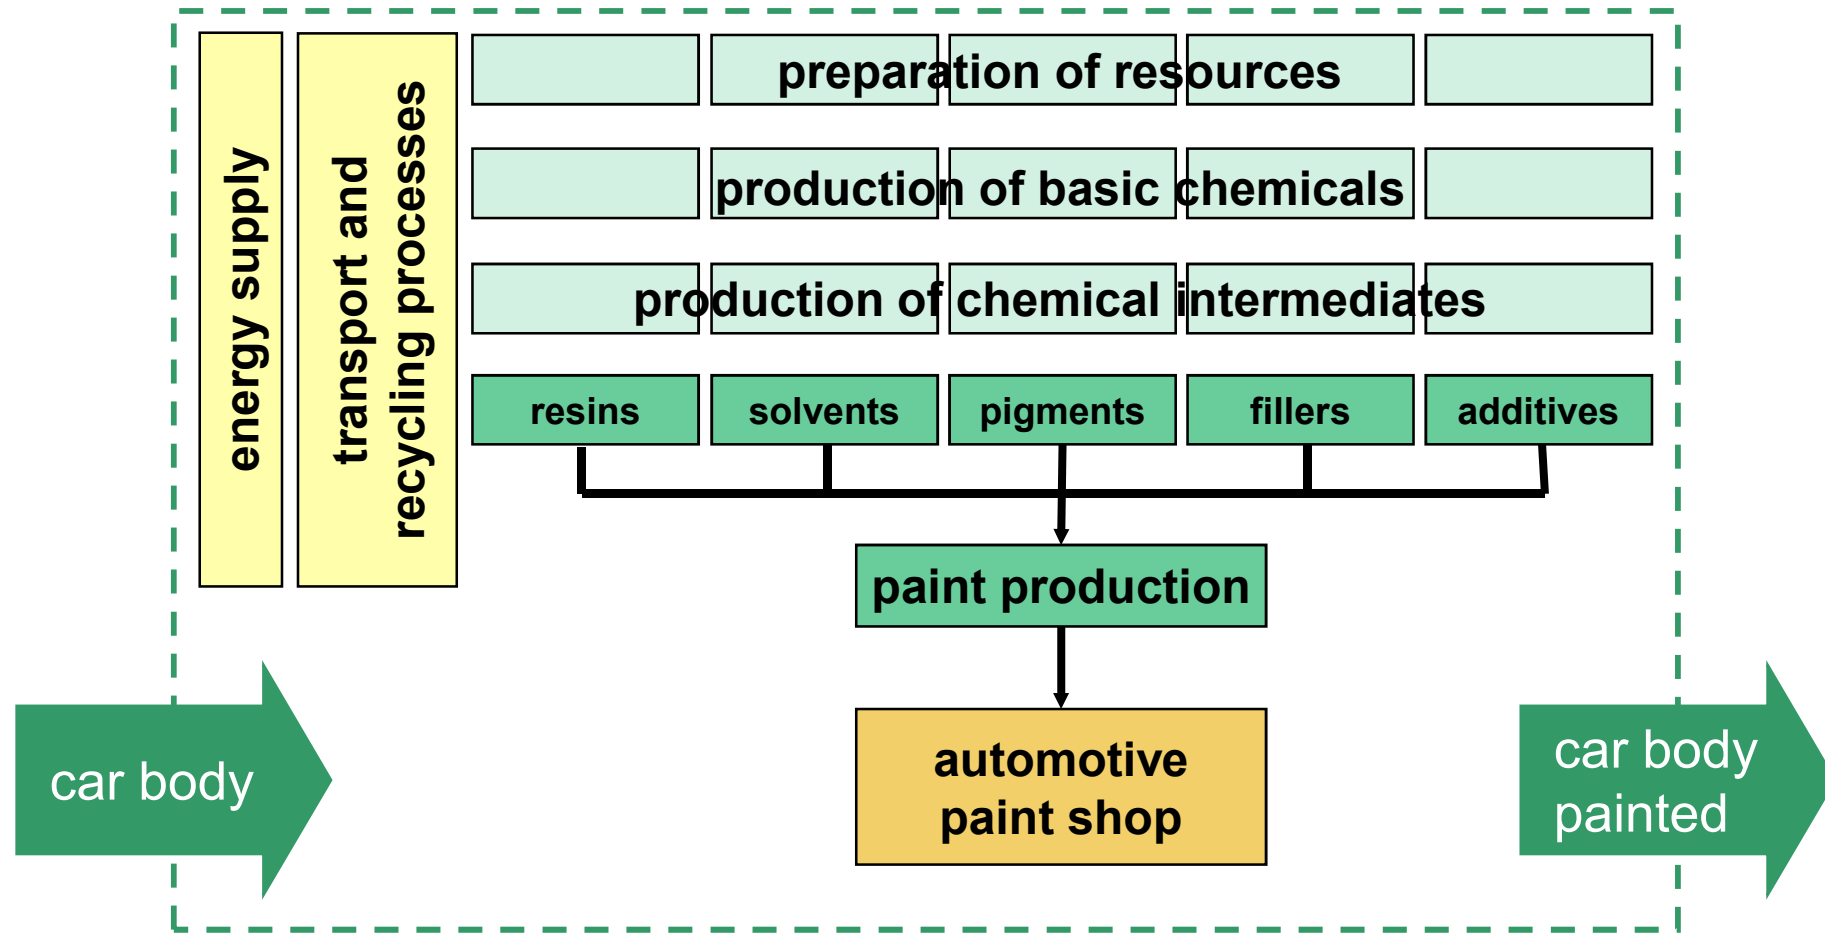 energy supply
transport and
recycling processes
preparation of resources
production of basic chemicals
production of chemical intermediates
resins
solvents
pigments
fillers
additives
paint production
car body
automotive
paint shop
car body
painted